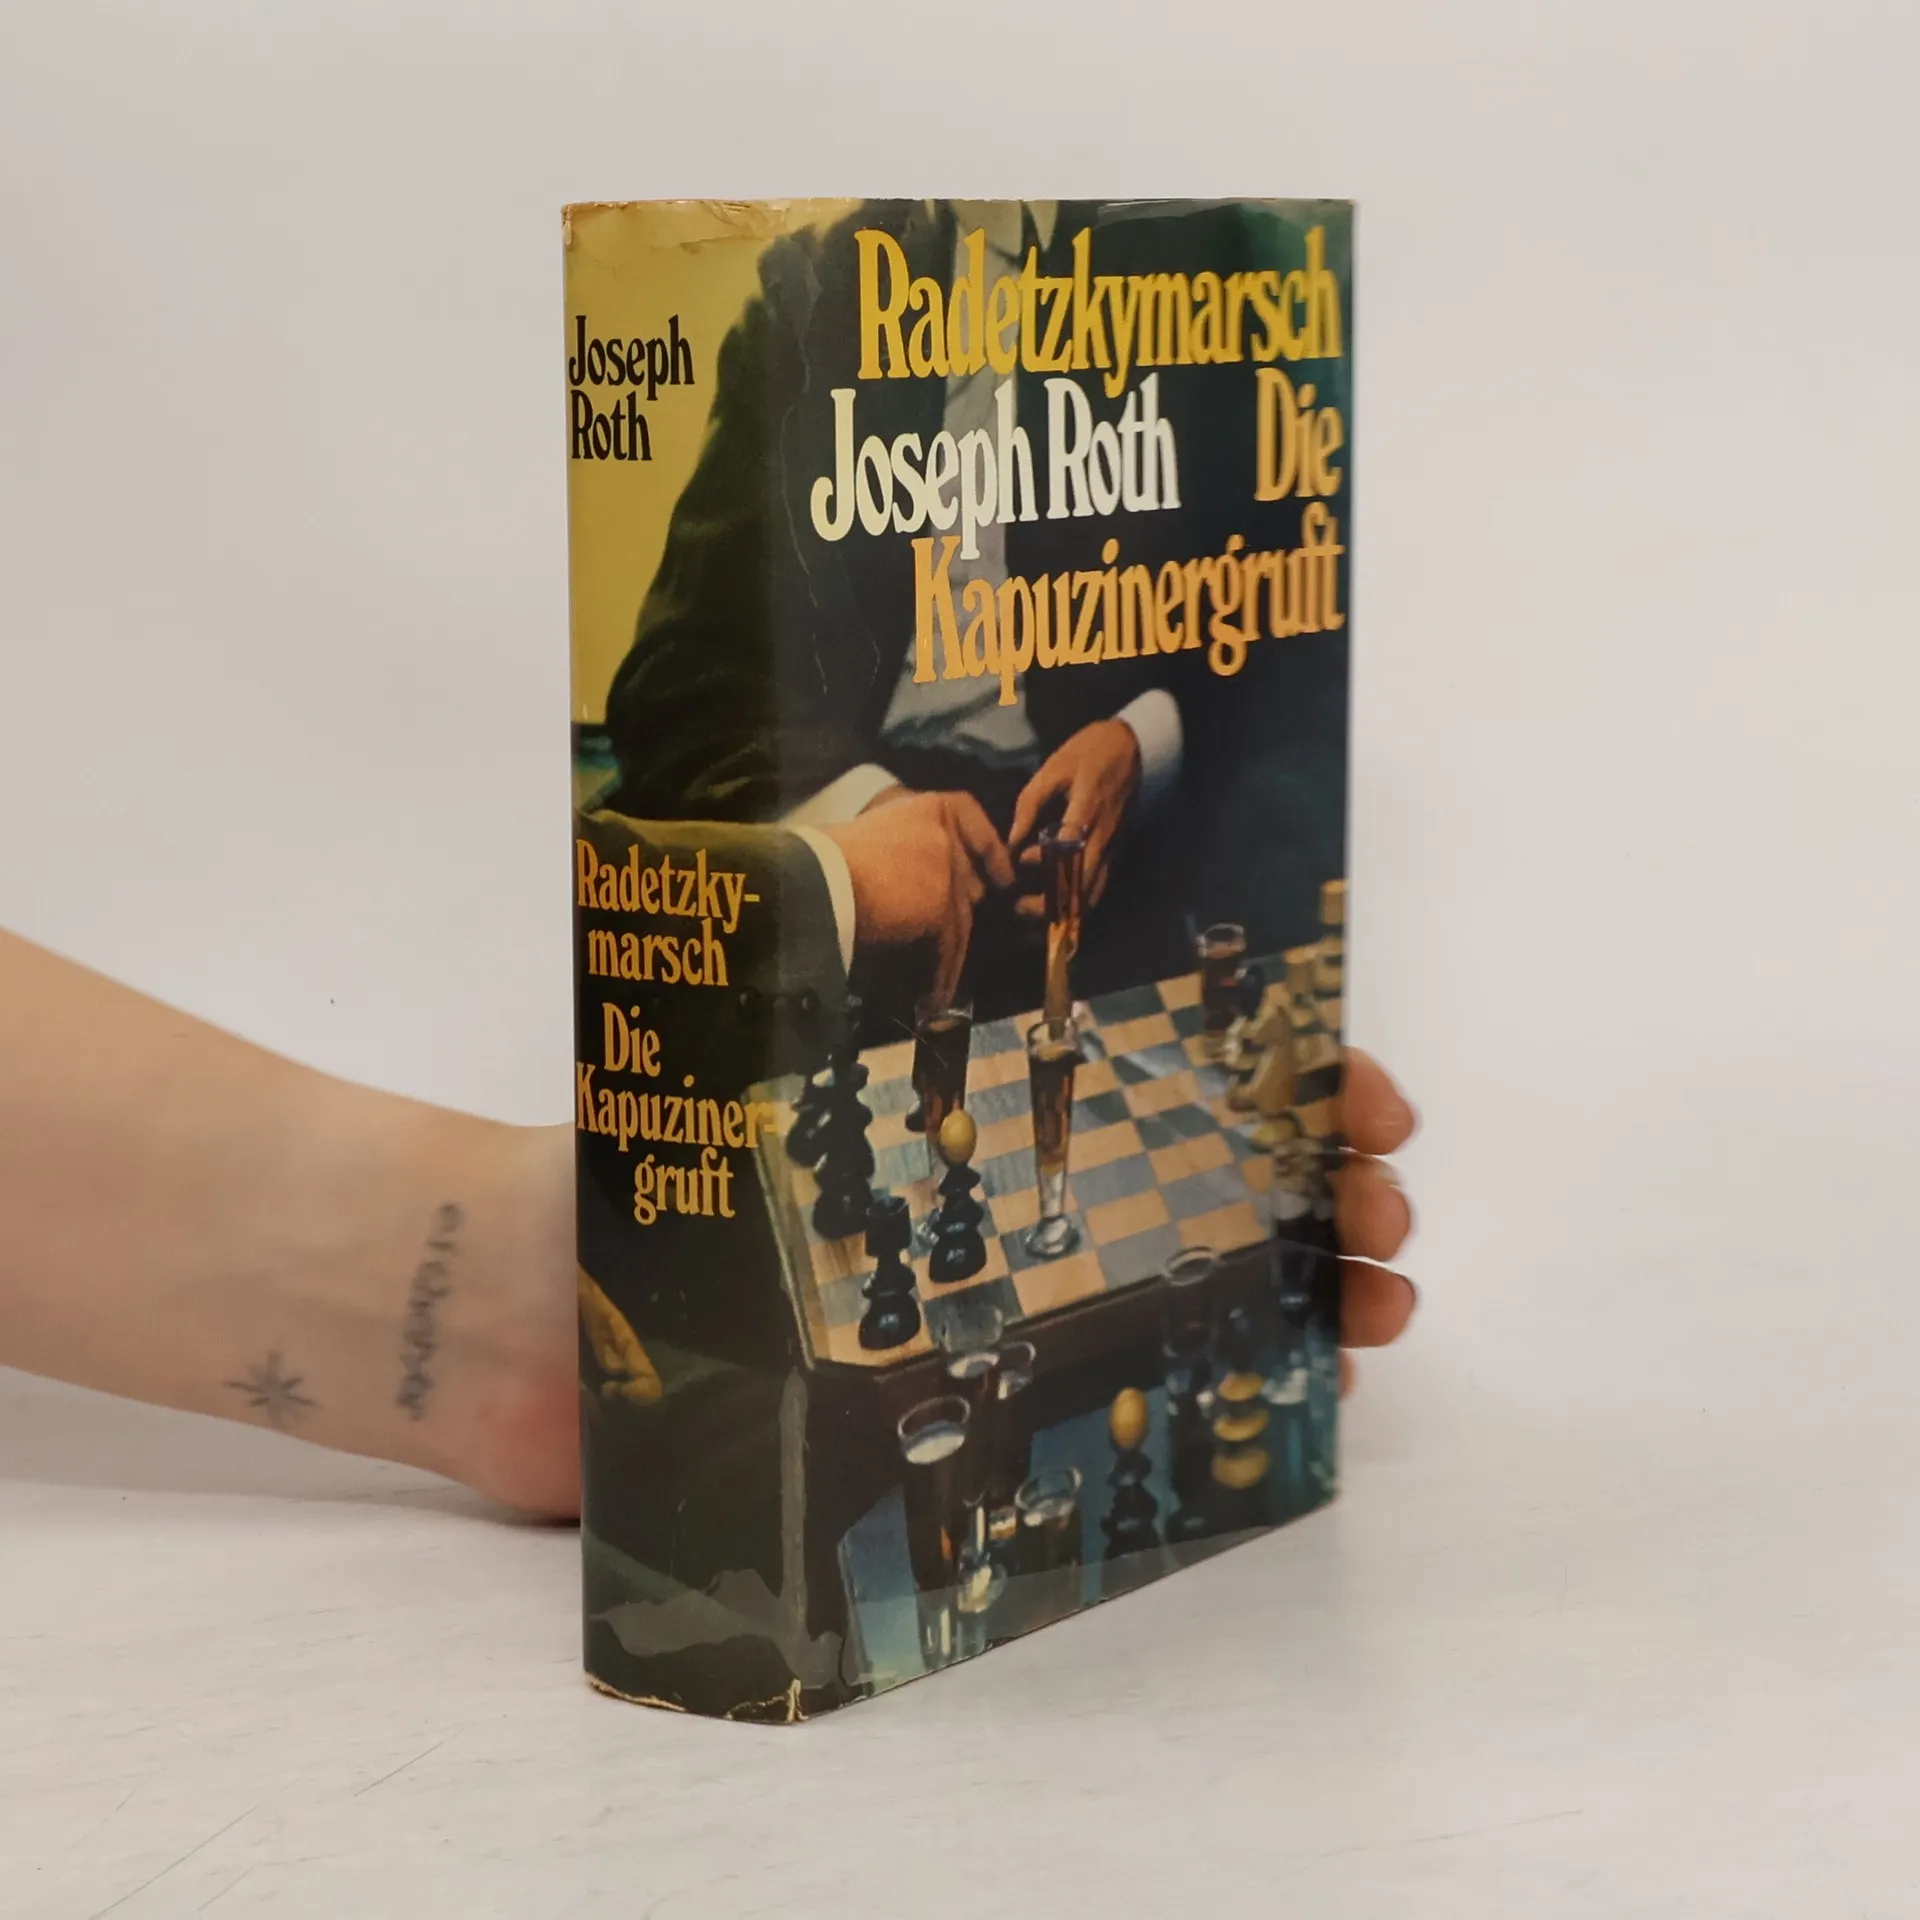 Joseph
Roth
Radetzky-
marsch
Die
Kapuziner-
gruft
Radetzkymarsch
Joseph Roth Die
Kapuzinergruft